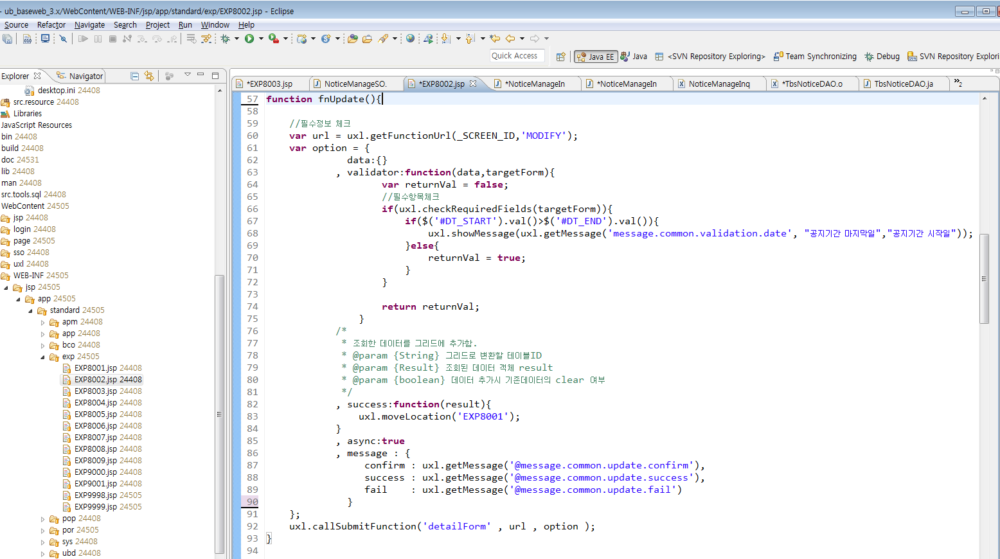 - ub_baseweb_3.x/WebContent/WEB-INF/jsp/app/standard/exp/EXP8002.jsp - Eclipse
Source Refactor Navigate Search Project Run Window Help
Quick Access
Java EE Java <SVN Repository Exploring> Team Synchronizing Debug SVN Repository Explori
Explorer Navigator
*EXP8003.jsp NoticeManageSO. *EXP8002.jsp *NoticeManageIn *NoticeManageIn NoticeManageInq *TbsNoticeDAO.o TbsNoticeDAO.ja »2
desktop.ini 24408
src.resource 24408
Libraries
JavaScript Resources
bin 24408
build 24408
doc 24531
lib 24408
man 24408
src.tools.sql 24408
WebContent 24505
jsp 24408
login 24408
page 24505
sso 24408
uxl 24408
WEB-INF 24505
jsp 24505
app 24505
standard 24505
apm 24408
app 24408
bco 24408
exp 24505
EXP8001.jsp 24408
EXP8002.jsp 24408
EXP8003.jsp 24408
EXP8004.jsp 24408
EXP8005.jsp 24408
EXP8006.jsp 24408
EXP8007.jsp 24408
EXP8008.jsp 24408
EXP8009.jsp 24408
EXP9000.jsp 24408
EXP9001.jsp 24408
EXP9998.jsp 24505
EXP9999.jsp 24505
pop 24408
por 24505
sys 24408
ubd 24408
57 function fnUpdate(){
58
59 //필수정보 체크
60 var url = uxl.getFunctionUrl(_SCREEN_ID,'MODIFY');
61 var option = {
62 data:{}
63 , validator:function(data,targetForm){
64 var returnVal = false;
65 //필수항목체크
66 if(uxl.checkRequiredFields(targetForm)){
67 if($('#DT_START').val()>$('#DT_END').val()){
68 uxl.showMessage(uxl.getMessage('message.common.validation.date', "공지기간 마지막일","공지기간 시작일"));
69 }else{
70 returnVal = true;
71 }
72 }
73
74 return returnVal;
75 }
76 /*
77 * 조회한 데이터를 그리드에 추가함.
78 * @param {String} 그리드로 변환할 테이블ID
79 * @param {Result} 조회된 데이터 객체 result
80 * @param {boolean} 데이터 추가시 기존데이터의 clear 여부
81 */
82 , success:function(result){
83 uxl.moveLocation('EXP8001');
84 }
85 , async:true
86 , message : {
87 confirm : uxl.getMessage('@message.common.update.confirm'),
88 success : uxl.getMessage('@message.common.update.success'),
89 fail : uxl.getMessage('@message.common.update.fail')
90 }
91 };
92 uxl.callSubmitFunction('detailForm' , url , option );
93 }
94